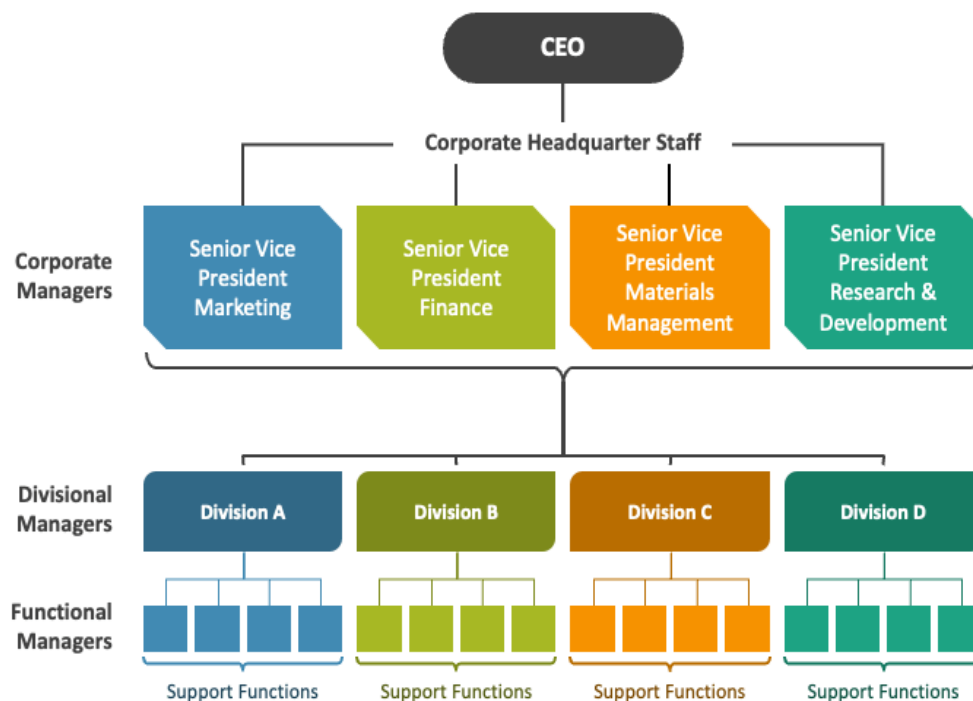 CEO
Corporate Headquarter Staff
Corporate
Managers
Senior Vice
President
Marketing
Senior Vice
President
Finance
Senior Vice
President
Materials
Management
Senior Vice
President
Research &
Development
Divisional
Managers
Division A
Division B
Division C
Division D
Functional
Managers
Support Functions
Support Functions
Support Functions
Support Functions